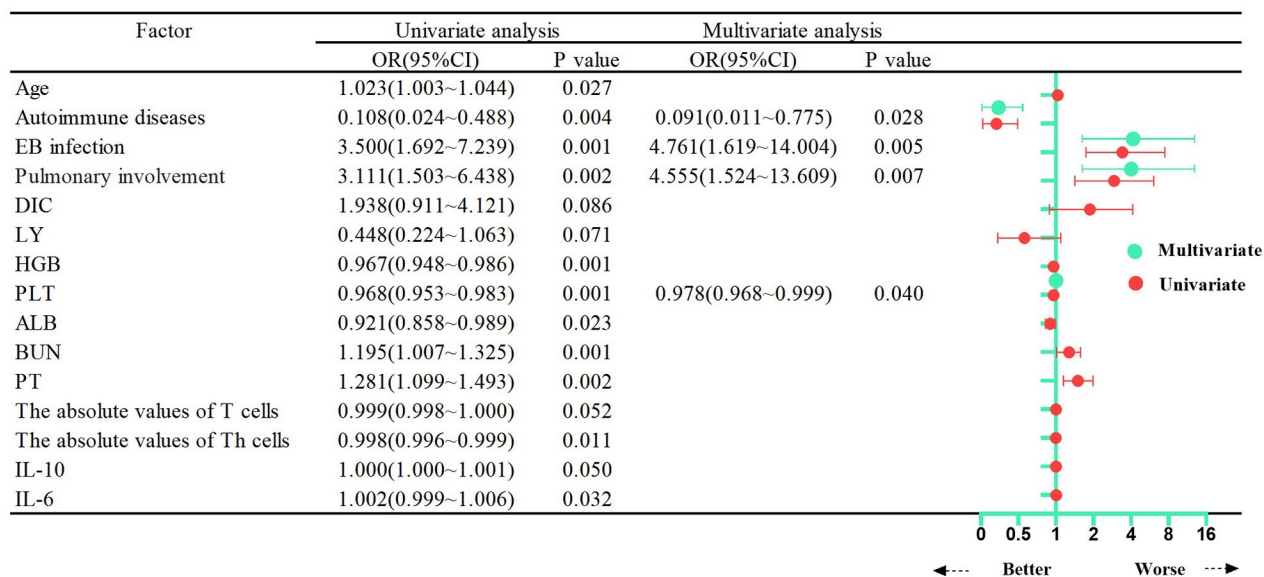 Factor Univariate analysis Multivariate analysis
OR(95%CI) P value OR(95%CI) P value
Age 1.023(1.003~1.044) 0.027
Autoimmune diseases 0.108(0.024~0.488) 0.004 0.091(0.011~0.775) 0.028
EB infection 3.500(1.692~7.239) 0.001 4.761(1.619~14.004) 0.005
Pulmonary involvement 3.111(1.503~6.438) 0.002 4.555(1.524~13.609) 0.007
DIC 1.938(0.911~4.121) 0.086
LY 0.448(0.224~1.063) 0.071
HGB 0.967(0.948~0.986) 0.001
PLT 0.968(0.953~0.983) 0.001 0.978(0.968~0.999) 0.040
ALB 0.921(0.858~0.989) 0.023
BUN 1.195(1.007~1.325) 0.001
PT 1.281(1.099~1.493) 0.002
The absolute values of T cells 0.999(0.998~1.000) 0.052
The absolute values of Th cells 0.998(0.996~0.999) 0.011
IL-10 1.000(1.000~1.001) 0.050
IL-6 1.002(0.999~1.006) 0.032
Multivariate
Univariate
0 0.5 1 2 4 8 16
Better Worse